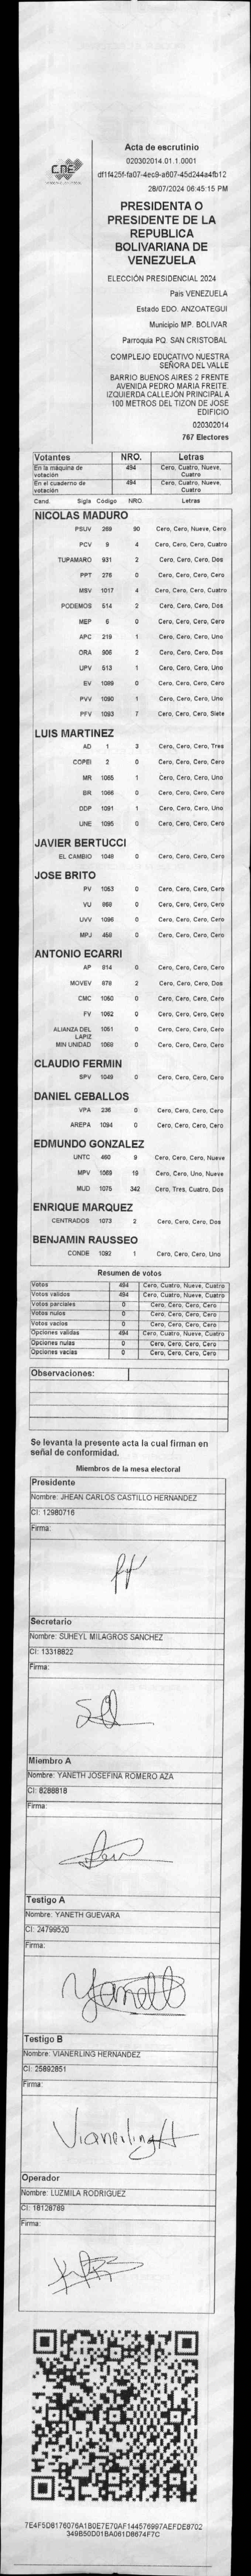 CNE
Acta de escrutinio
020302014.01.1.0001
df1f425f-fa07-4ec9-a607-45d244a4fb12
28/07/2024 06:45:15 PM
PRESIDENTA O
PRESIDENTE DE LA
REPUBLICA
BOLIVARIANA DE
VENEZUELA
ELECCIÓN PRESIDENCIAL 2024
Pais VENEZUELA
Estado EDO. ANZOATEGUI
Municipio MP. BOLIVAR
Parroquia PQ. SAN CRISTOBAL
COMPLEJO EDUCATIVO NUESTRA
SEÑORA DEL VALLE
BARRIO BUENOS AIRES 2 FRENTE
AVENIDA PEDRO MARIA FREITE.
IZQUIERDA CALLEJÓN PRINCIPAL A
100 METROS DEL TIZON DE JOSE
EDIFICIO
020302014
767 Electores
Votantes NRO. Letras
En la máquina de votación 494 Cero, Cuatro, Nueve, Cuatro
En el cuaderno de votación 494 Cero, Cuatro, Nueve, Cuatro
Cand. Sigla Código NRO. Letras
NICOLAS MADURO
PSUV 269 90 Cero, Cero, Nueve, Cero
PCV 9 4 Cero, Cero, Cero, Cuatro
TUPAMARO 931 2 Cero, Cero, Cero, Dos
PPT 276 0 Cero, Cero, Cero, Cero
MSV 1017 4 Cero, Cero, Cero, Cuatro
PODEMOS 514 2 Cero, Cero, Cero, Dos
MEP 6 0 Cero, Cero, Cero, Cero
APC 219 1 Cero, Cero, Cero, Uno
ORA 906 2 Cero, Cero, Cero, Dos
UPV 513 1 Cero, Cero, Cero, Uno
EV 1089 0 Cero, Cero, Cero, Cero
PVV 1090 1 Cero, Cero, Cero, Uno
PFV 1093 7 Cero, Cero, Cero, Siete
LUIS MARTINEZ
AD 1 3 Cero, Cero, Cero, Tres
COPEI 2 0 Cero, Cero, Cero, Cero
MR 1065 1 Cero, Cero, Cero, Uno
BR 1066 0 Cero, Cero, Cero, Cero
DDP 1091 1 Cero, Cero, Cero, Uno
UNE 1095 0 Cero, Cero, Cero, Cero
JAVIER BERTUCCI
EL CAMBIO 1048 0 Cero, Cero, Cero, Cero
JOSE BRITO
PV 1053 0 Cero, Cero, Cero, Cero
VU 868 0 Cero, Cero, Cero, Cero
UVV 1096 0 Cero, Cero, Cero, Cero
MPJ 458 0 Cero, Cero, Cero, Cero
ANTONIO ECARRI
AP 914 0 Cero, Cero, Cero, Cero
MOVEV 878 2 Cero, Cero, Cero, Dos
CMC 1050 0 Cero, Cero, Cero, Cero
FV 1062 0 Cero, Cero, Cero, Cero
ALIANZA DEL LAPIZ 1051 0 Cero, Cero, Cero, Cero
MIN UNIDAD 1068 0 Cero, Cero, Cero, Cero
CLAUDIO FERMIN
SPV 1049 0 Cero, Cero, Cero, Cero
DANIEL CEBALLOS
VPA 236 0 Cero, Cero, Cero, Cero
AREPA 1094 0 Cero, Cero, Cero, Cero
EDMUNDO GONZALEZ
UNTC 460 9 Cero, Cero, Cero, Nueve
MPV 1069 19 Cero, Cero, Uno, Nueve
MUD 1075 342 Cero, Tres, Cuatro, Dos
ENRIQUE MARQUEZ
CENTRADOS 1073 2 Cero, Cero, Cero, Dos
BENJAMIN RAUSSEO
CONDE 1092 1 Cero, Cero, Cero, Uno
Resumen de votos
Votos 494 Cero, Cuatro, Nueve, Cuatro
Votos validos 494 Cero, Cuatro, Nueve, Cuatro
Votos parciales 0 Cero, Cero, Cero, Cero
Votos nulos 0 Cero, Cero, Cero, Cero
Votos vacios 0 Cero, Cero, Cero, Cero
Opciones validas 494 Cero, Cuatro, Nueve, Cuatro
Opciones nulas 0 Cero, Cero, Cero, Cero
Opciones vacias 0 Cero, Cero, Cero, Cero
Observaciones:
Se levanta la presente acta la cual firman en
señal de conformidad.
Miembros de la mesa electoral
Presidente
Nombre: JHEAN CARLOS CASTILLO HERNANDEZ
CI: 12980716
Firma:
Secretario
Nombre: SUHEYL MILAGROS SANCHEZ
CI: 13318822
Firma:
Miembro A
Nombre: YANETH JOSEFINA ROMERO AZA
CI: 8288818
Firma:
Testigo A
Nombre: YANETH GUEVARA
CI: 24799520
Firma:
Yaneth
Testigo B
Nombre: VIANERLING HERNANDEZ
CI: 25692851
Firma:
Vianerling H
Operador
Nombre: LUZMILA RODRIGUEZ
CI: 18128789
Firma:
7E4F5D8176076A1B0E7E70AF144576997AEFDE8702
349B50D01BA061D8674F7C